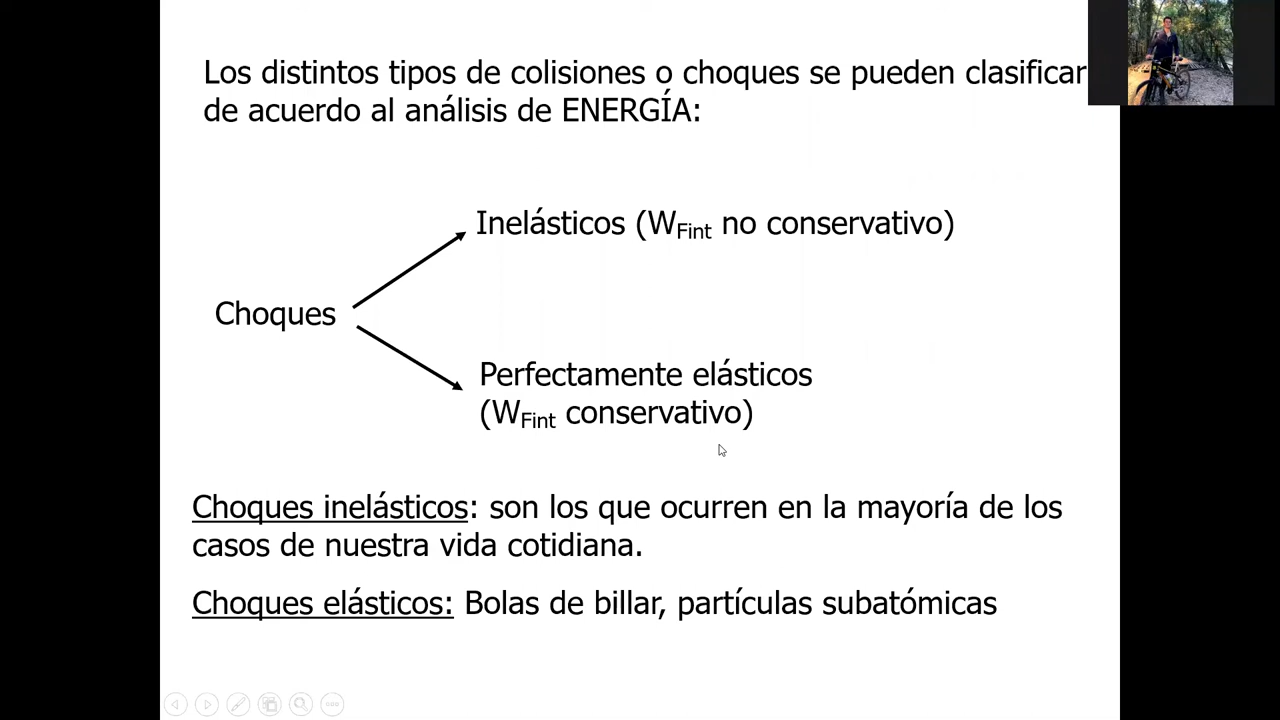 Los distintos tipos de colisiones o choques se pueden clasificar
de acuerdo al análisis de ENERGÍA:
Inelásticos (WFint no conservativo)
Choques
Perfectamente elásticos
(WFint conservativo)
Choques inelásticos: son los que ocurren en la mayoría de los
casos de nuestra vida cotidiana.
Choques elásticos: Bolas de billar, partículas subatómicas